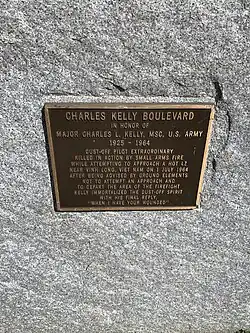 CHARLES KELLY BOULEVARD
IN HONOR OF
MAJOR CHARLES L. KELLY, MSC, U.S. ARMY
1925 - 1964
DUST-OFF PILOT EXTRAORDINARY
KILLED IN ACTION BY SMALL ARMS FIRE
WHILE ATTEMPTING TO APPROACH A HOT LZ
NEAR VINH LONG, VIET NAM ON 1 JULY 1964
AFTER BEING ADVISED BY GROUND ELEMENTS
NOT TO ATTEMPT AN APPROACH AND
TO DEPART THE AREA OF THE FIREFIGHT
KELLY IMMORTALIZED THE DUST-OFF SPIRIT
WITH HIS FINAL REPLY,
"WHEN I HAVE YOUR WOUNDED"